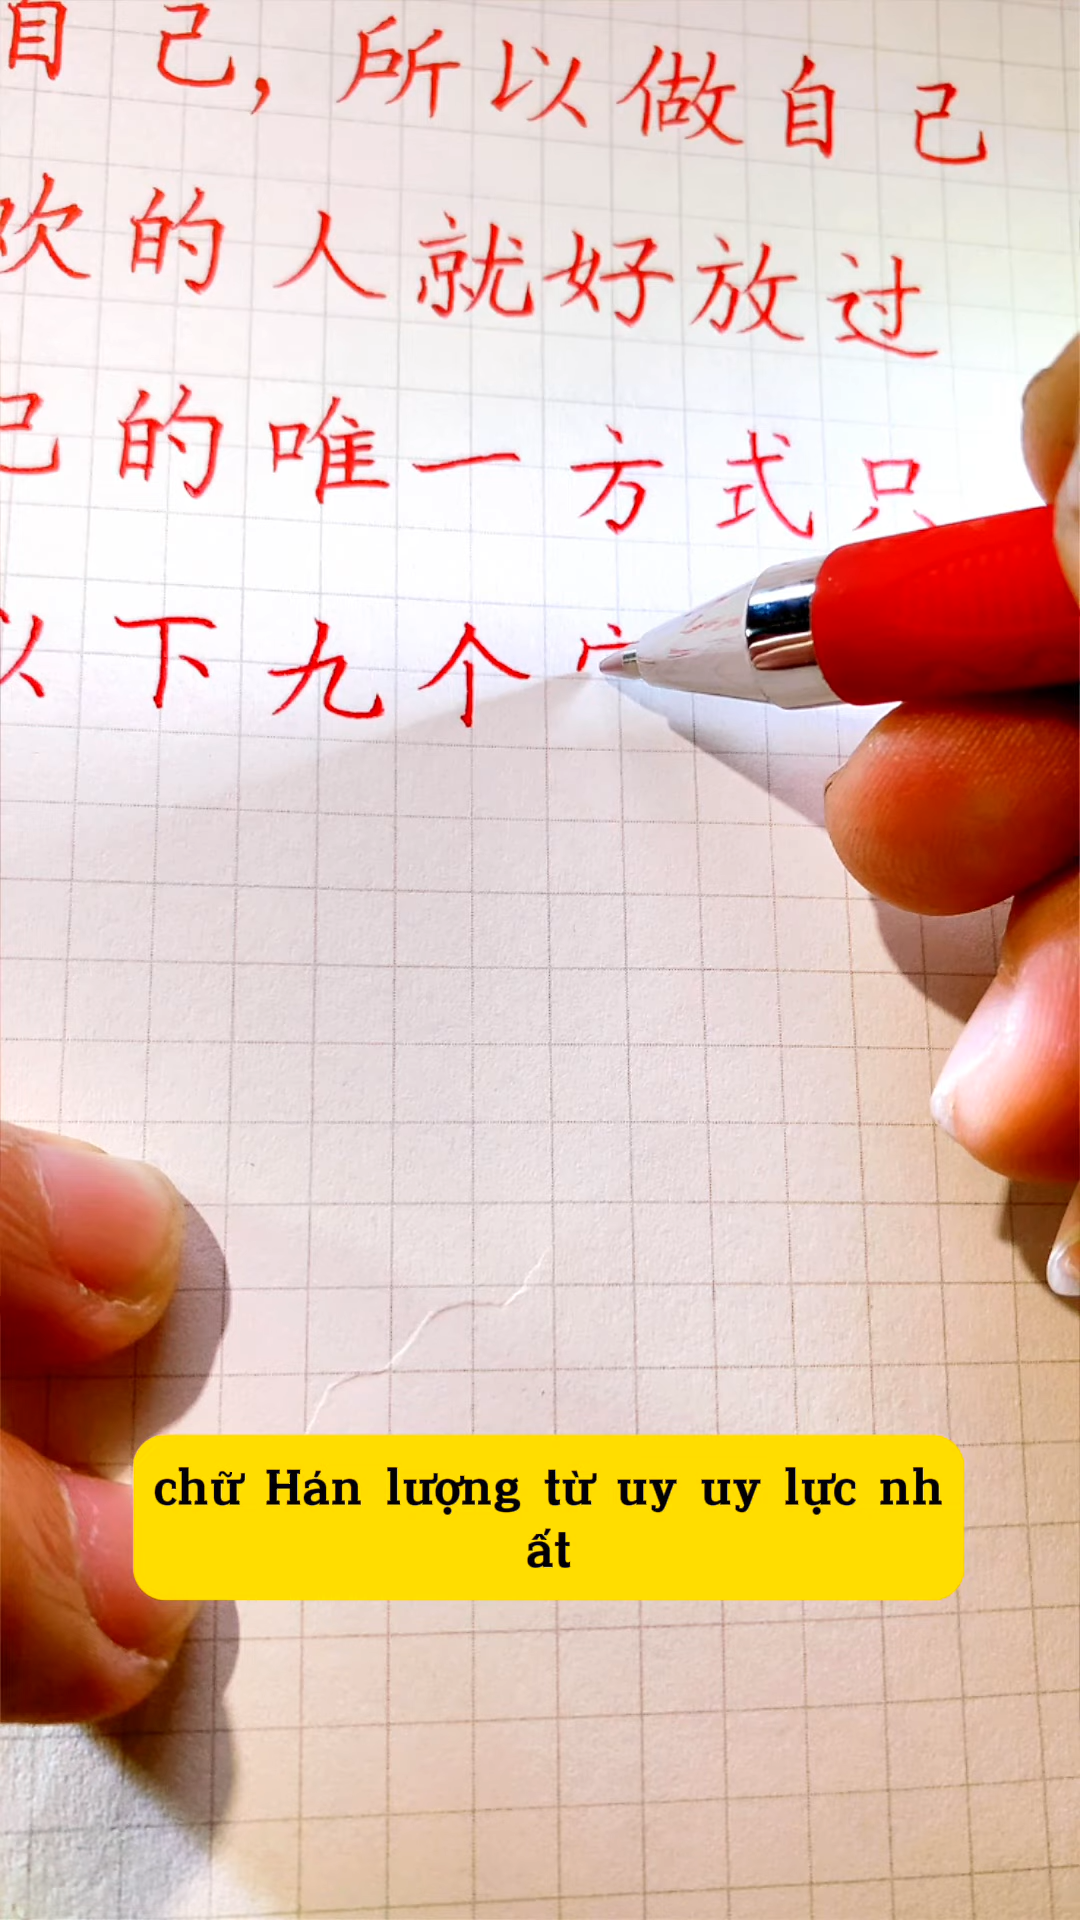 自己，所以做自己
欢的人就好放过
己的唯一方式只
以下九个
chữ Hán lượng từ uy uy lực nh
ất